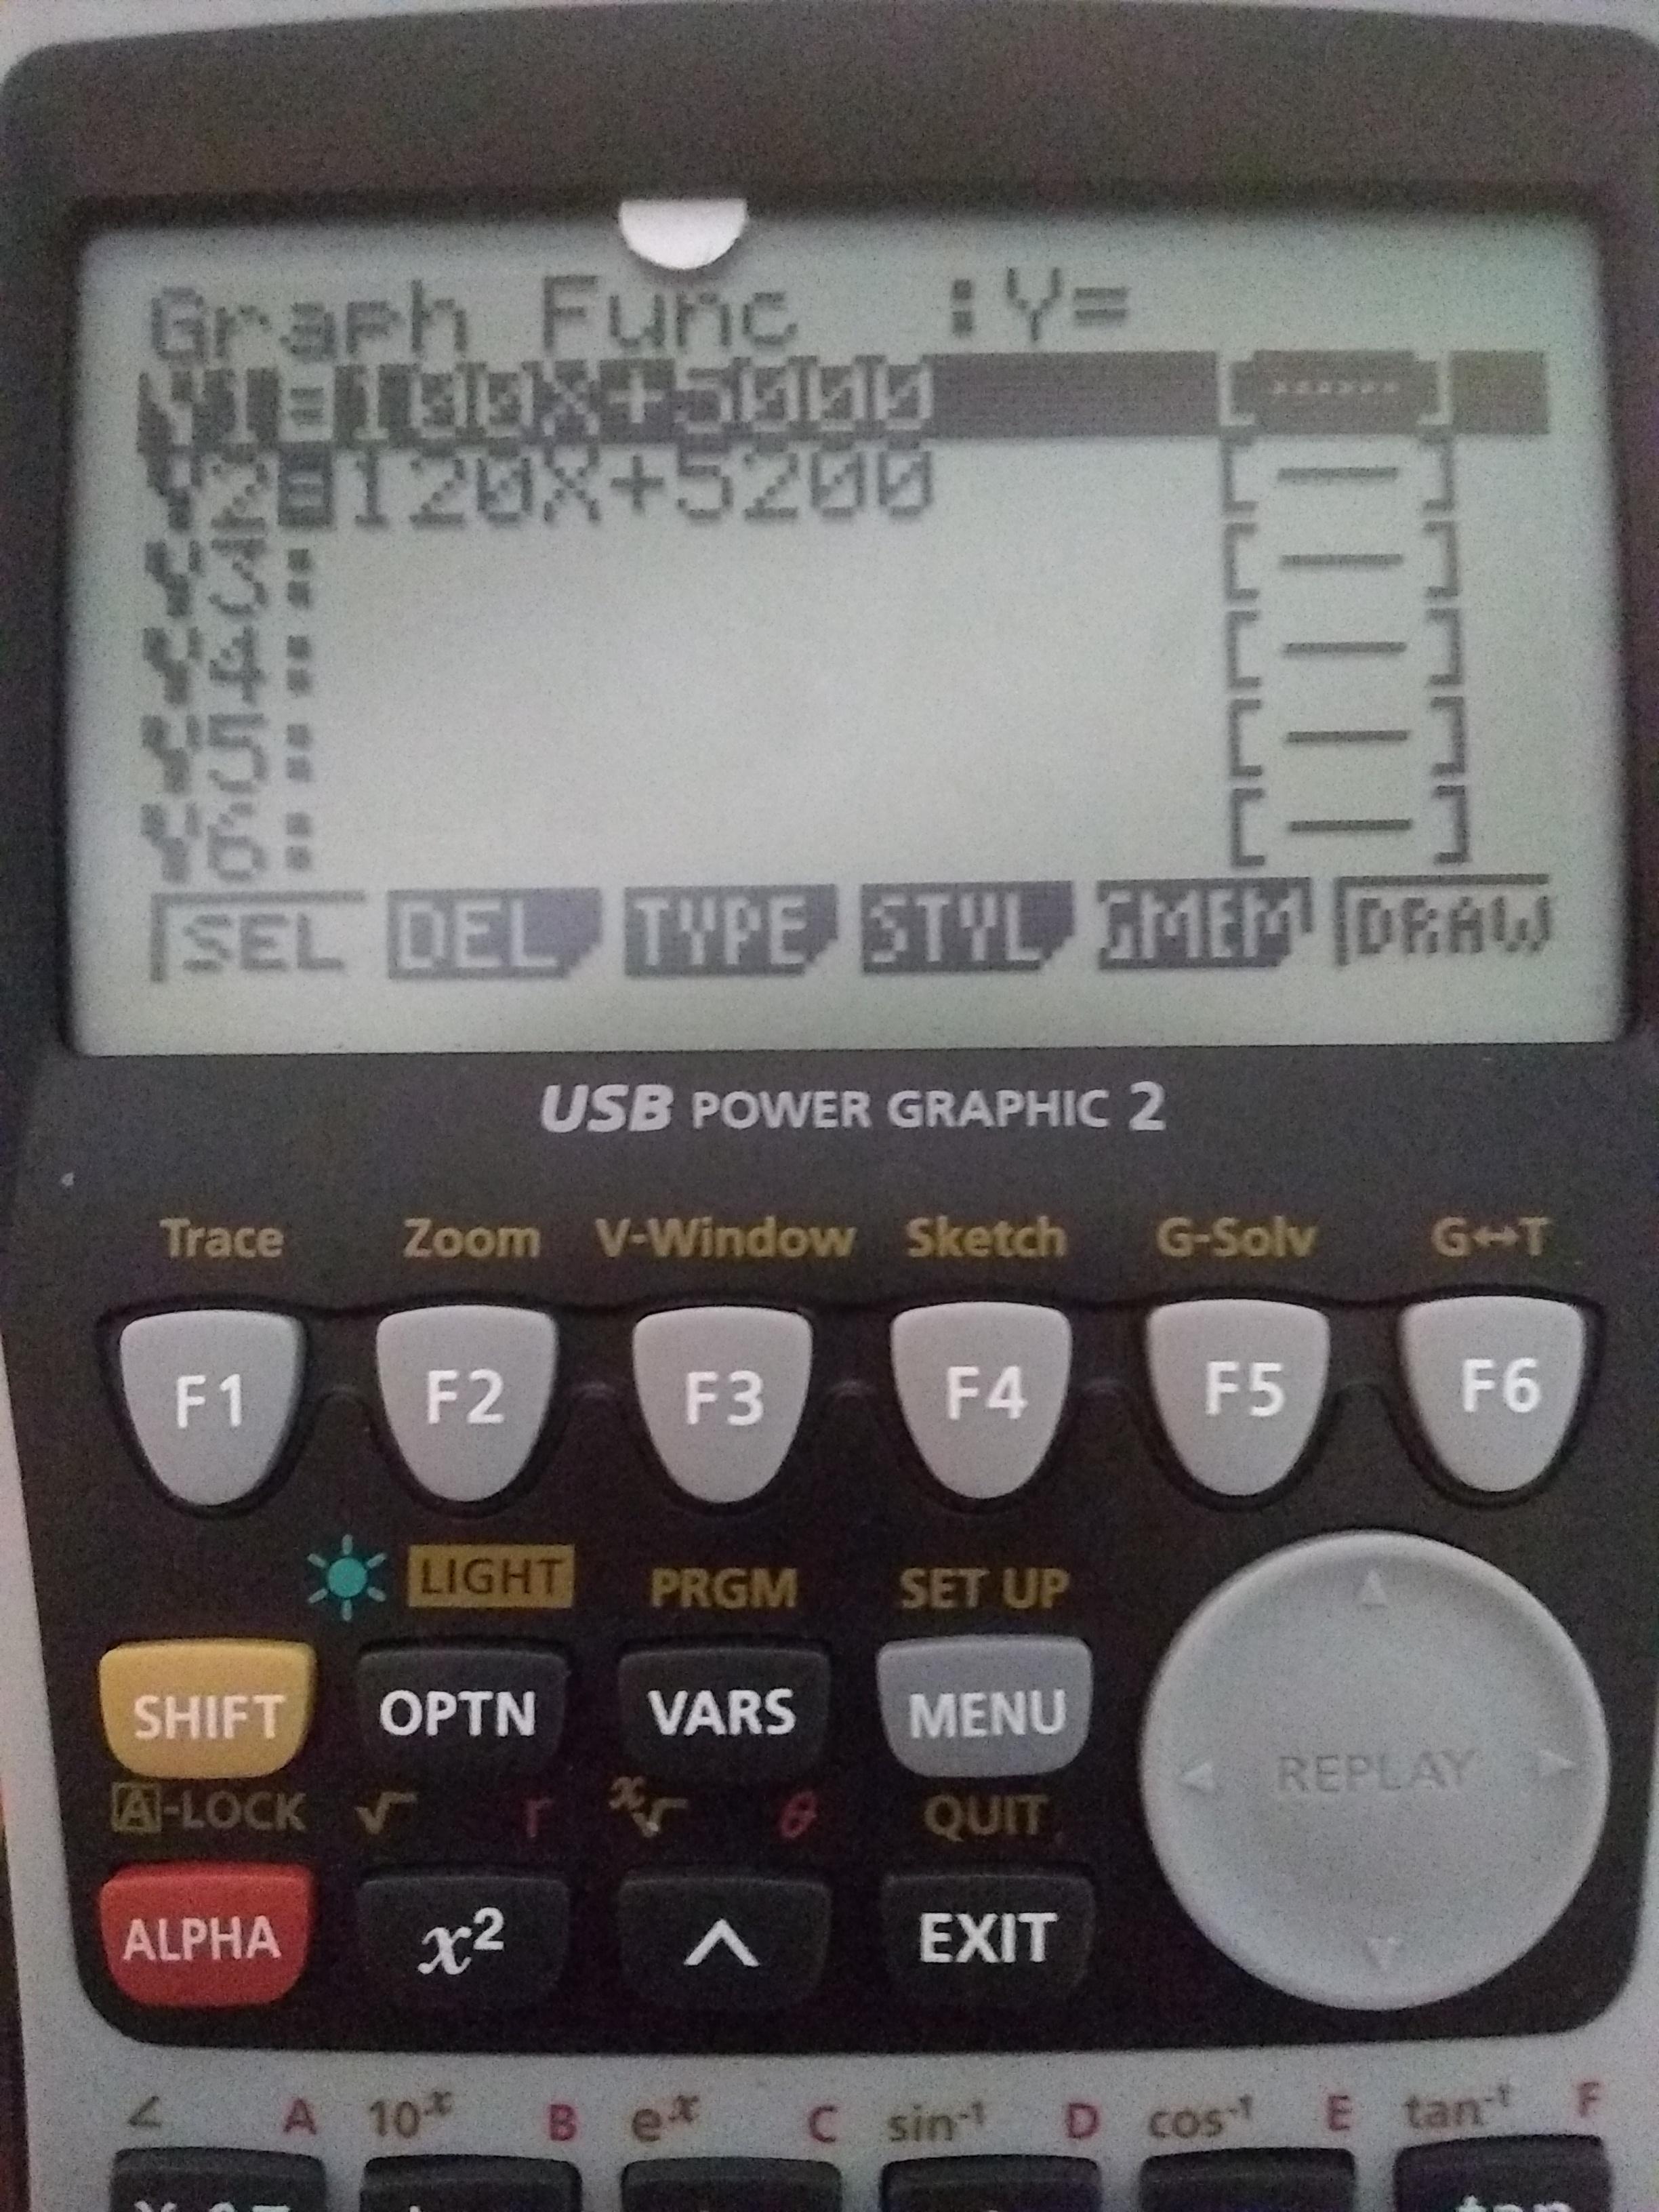 Graph Func :Y=
Y1=100X+5000 [------]
Y2=120X+5200 [—]
Y3: [—]
Y4: [—]
Y5: [—]
Y6: [—]
SEL DEL TYPE STYL GMEM DRAW
USB POWER GRAPHIC 2
Trace Zoom V-Window Sketch G-Solv G↔T
F1 F2 F3 F4 F5 F6
LIGHT PRGM SET UP
SHIFT OPTN VARS MENU
REPLAY
A-LOCK √ r ˣ√ θ QUIT
ALPHA x² ^ EXIT
∠ A 10ˣ B eˣ C sin⁻¹ D cos⁻¹ E tan⁻¹ F
tan